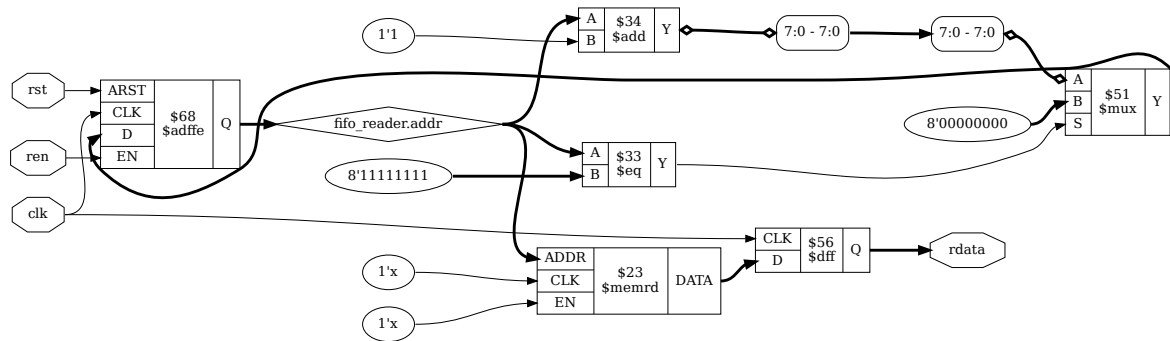 rst
ren
clk
ARST
CLK
D
EN
$68
$adffe
Q
fifo_reader.addr
1'1
A
B
$34
$add
Y
7:0 - 7:0
7:0 - 7:0
8'11111111
A
B
$33
$eq
Y
8'00000000
A
B
S
$51
$mux
Y
1'x
1'x
ADDR
CLK
EN
$23
$memrd
DATA
CLK
D
$56
$dff
Q
rdata